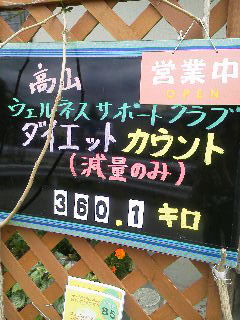 営業中
OPEN
高山
ウェルネスサポートクラブ
ダイエットカウント
(減量のみ)
360.1キロ